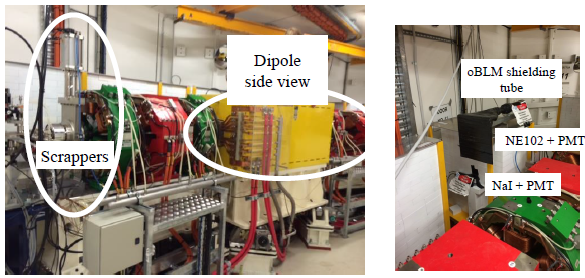 Dipole
side view
Scrappers
oBLM shielding
tube
NE102 + PMT
NaI + PMT